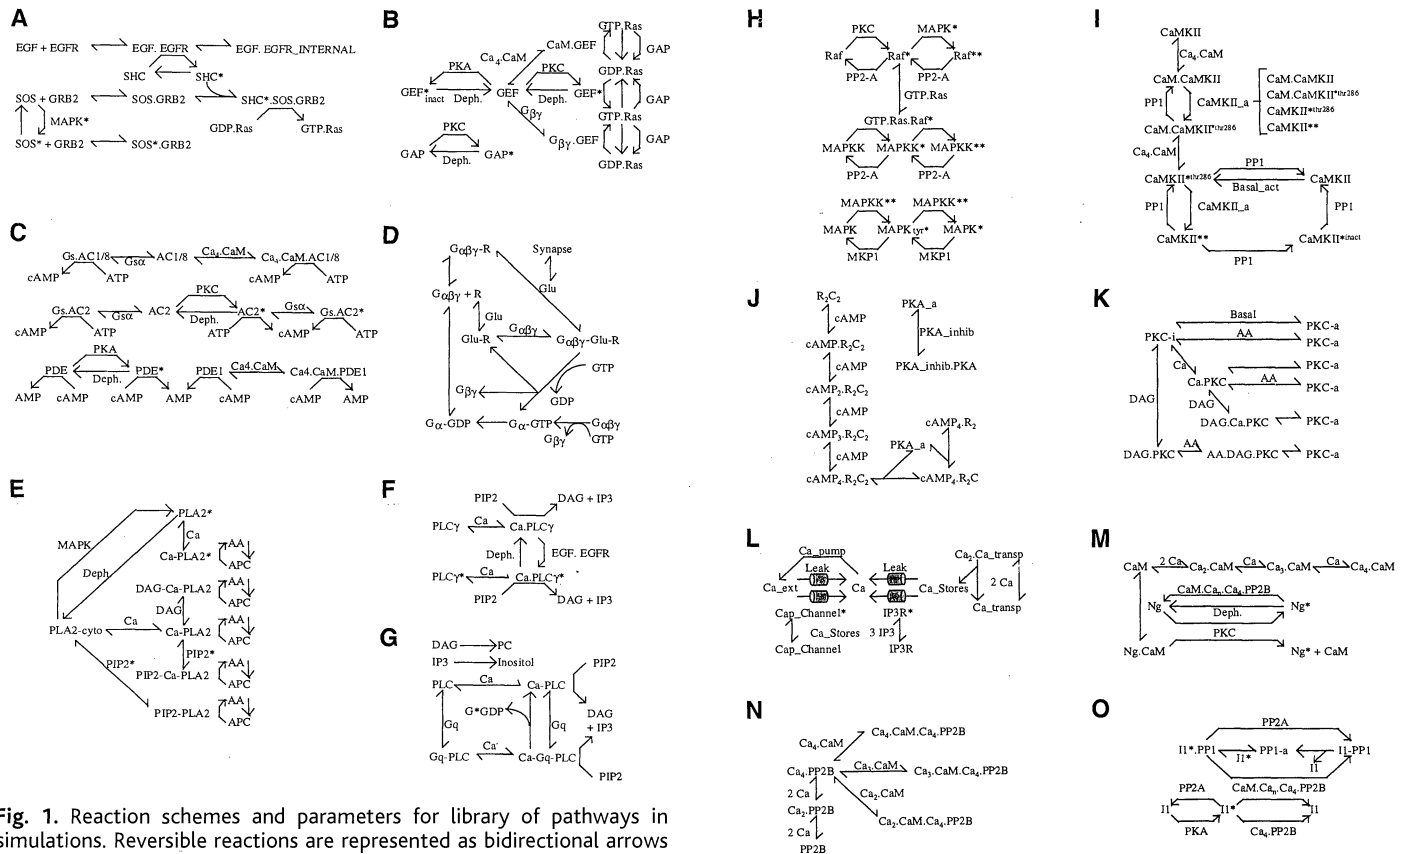 A
EGF + EGFR EGF. EGFR EGF. EGFR_INTERNAL
SHC SHC*
SOS + GRB2 SOS.GRB2 SHC*.SOS.GRB2
MAPK*
GDP.Ras GTP.Ras
SOS* + GRB2 SOS*.GRB2
B
GTP.Ras
CaM.GEF GAP
Ca4.CaM
PKA PKC GDP.Ras
GEF*inact Deph. GEF Deph. GEF* GAP
Gβγ GTP.Ras
PKC Gβγ.GEF GAP
GAP Deph. GAP* GDP.Ras
C
Gs.AC1/8 Gsα AC1/8 Ca4.CaM Ca4.CaM.AC1/8
cAMP ATP cAMP ATP
PKC
Gs.AC2 Gsα AC2 Deph. AC2* Gsα Gs.AC2*
cAMP ATP ATP cAMP ATP
PKA
PDE Deph. PDE* PDE1 Ca4.CaM Ca4.CaM.PDE1
AMP cAMP cAMP AMP cAMP cAMP AMP
D
Gαβγ-R Synapse
Glu
Gαβγ + R
Glu
Glu-R Gαβγ Gαβγ-Glu-R
GTP
Gβγ GDP
Gα-GDP Gα-GTP Gαβγ
Gβγ GTP
E
PLA2*
MAPK Ca
Ca-PLA2* AA
APC
Deph.
DAG-Ca-PLA2 AA
APC
DAG
PLA2-cyto Ca Ca-PLA2 AA
APC
PIP2* PIP2*
PIP2-Ca-PLA2 AA
APC
PIP2-PLA2 AA
APC
F
PIP2 DAG + IP3
PLCγ Ca Ca.PLCγ
Deph. EGF. EGFR
PLCγ* Ca Ca.PLCγ*
PIP2 DAG + IP3
G
DAG PC
IP3 Inositol PIP2
PLC Ca Ca-PLC
G*GDP DAG
Gq Gq + IP3
Gq-PLC Ca Ca-Gq-PLC
PIP2
H
PKC MAPK*
Raf Raf* Raf**
PP2-A PP2-A
GTP.Ras
GTP.Ras.Raf*
MAPKK MAPKK* MAPKK**
PP2-A PP2-A
MAPKK** MAPKK**
MAPK MAPK tyr* MAPK*
MKP1 MKP1
I
CaMKII
Ca4.CaM
CaM.CaMKII CaM.CaMKII
PP1 CaMKII_a CaM.CaMKII*thr286
CaMKII*thr286
CaM.CaMKII*thr286 CaMKII**
Ca4.CaM
PP1
CaMKII*thr286 Basal_act CaMKII
PP1 CaMKII_a PP1
CaMKII** CaMKII*inact
PP1
J
R2C2 PKA_a
cAMP
PKA_inhib
cAMP.R2C2
cAMP PKA_inhib.PKA
cAMP2.R2C2
cAMP
cAMP3.R2C2 cAMP4.R2
cAMP PKA_a
cAMP4.R2C2 cAMP4.R2C
K
Basal PKC-a
PKC-i AA PKC-a
Ca PKC-a
Ca.PKC AA PKC-a
DAG DAG
DAG.Ca.PKC PKC-a
DAG.PKC AA AA.DAG.PKC PKC-a
L
Ca_pump Ca2.Ca_transp
Leak Leak
Ca_ext Ca Ca_Stores 2 Ca
Cap_Channel* IP3R* Ca_transp
Ca_Stores 3 IP3
Cap_Channel IP3R
M
CaM 2 Ca Ca2.CaM Ca Ca3.CaM Ca Ca4.CaM
CaM.Can.Ca4.PP2B
Ng Ng*
Deph.
PKC
Ng.CaM Ng* + CaM
N
Ca4.CaM.Ca4.PP2B
Ca4.CaM
Ca4.PP2B Ca3.CaM Ca3.CaM.Ca4.PP2B
2 Ca Ca2.CaM
Ca2.PP2B Ca2.CaM.Ca4.PP2B
2 Ca
PP2B
O
PP2A
I1*.PP1 I1* PP1-a I1-PP1
I1
PP2A CaM.Can.Ca4.PP2B
I1 I1* I1
PKA Ca4.PP2B
Fig. 1. Reaction schemes and parameters for library of pathways in
simulations. Reversible reactions are represented as bidirectional arrows